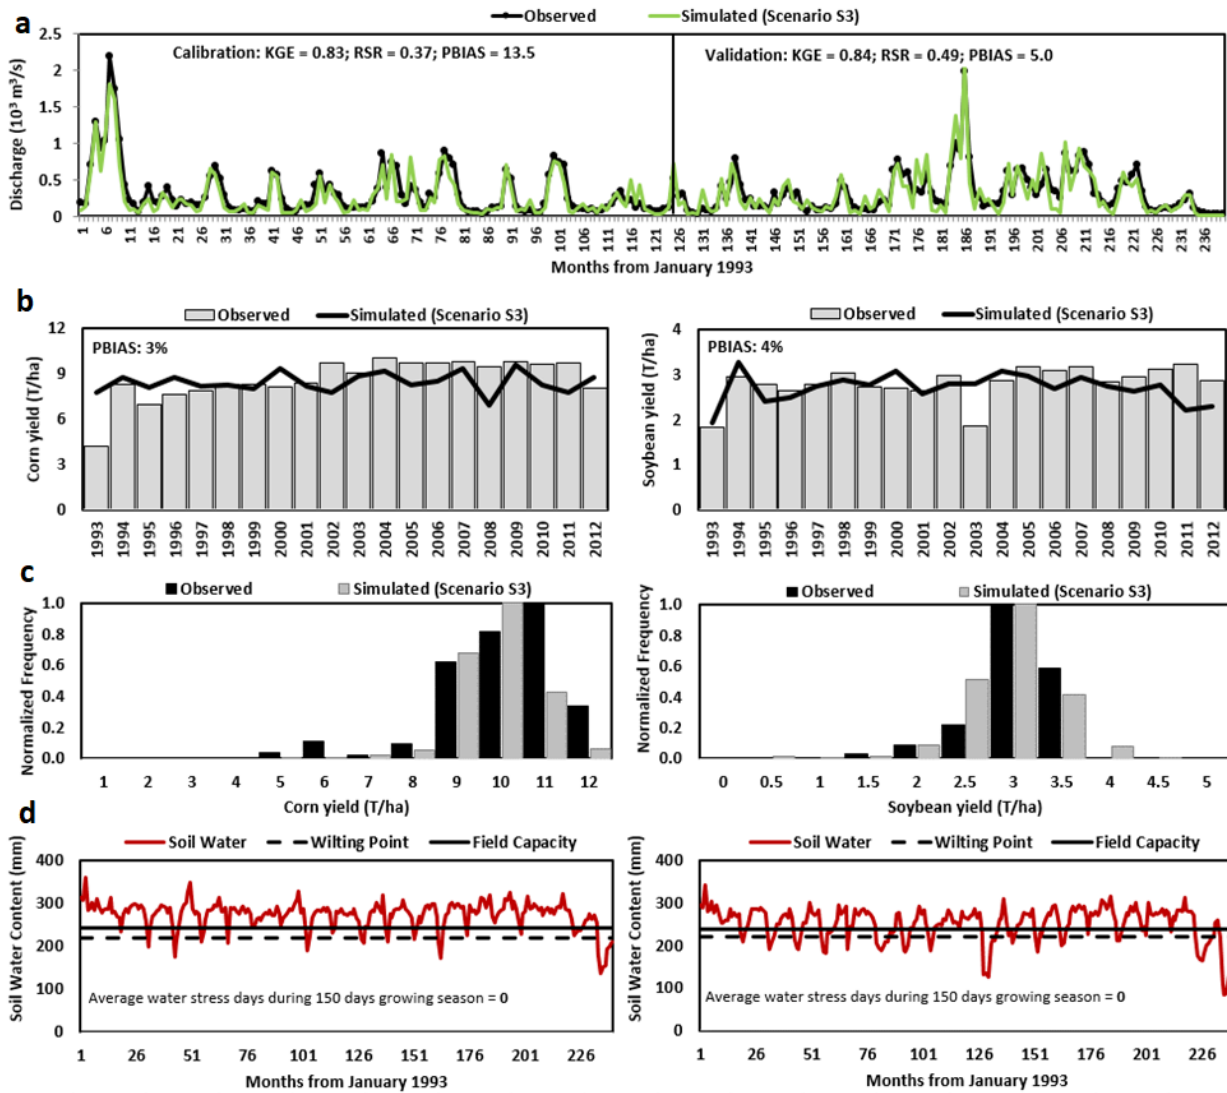 a
Observed Simulated (Scenario S3)
Calibration: KGE = 0.83; RSR = 0.37; PBIAS = 13.5
Validation: KGE = 0.84; RSR = 0.49; PBIAS = 5.0
Discharge (10³ m³/s)
2.5
2
1.5
1
0.5
0
1 6 11 16 21 26 31 36 41 46 51 56 61 66 71 76 81 86 91 96 101 106 111 116 121 126 131 136 141 146 151 156 161 166 171 176 181 186 191 196 201 206 211 216 221 226 231 236
Months from January 1993
b
Observed Simulated (Scenario S3)
PBIAS: 3%
Corn yield (T/ha)
12
9
6
3
0
1993 1994 1995 1996 1997 1998 1999 2000 2001 2002 2003 2004 2005 2006 2007 2008 2009 2010 2011 2012
Observed Simulated (Scenario S3)
PBIAS: 4%
Soybean yield (T/ha)
4
3
2
1
0
1993 1994 1995 1996 1997 1998 1999 2000 2001 2002 2003 2004 2005 2006 2007 2008 2009 2010 2011 2012
c
Observed Simulated (Scenario S3)
Normalized Frequency
1.0
0.8
0.6
0.4
0.2
0.0
1 2 3 4 5 6 7 8 9 10 11 12
Corn yield (T/ha)
Observed Simulated (Scenario S3)
Normalized Frequency
1.0
0.8
0.6
0.4
0.2
0.0
0 0.5 1 1.5 2 2.5 3 3.5 4 4.5 5
Soybean yield (T/ha)
d
Soil Water Wilting Point Field Capacity
Soil Water Content (mm)
400
300
200
100
0
Average water stress days during 150 days growing season = 0
1 26 51 76 101 126 151 176 201 226
Months from January 1993
Soil Water Wilting Point Field Capacity
Soil Water Content (mm)
400
300
200
100
0
Average water stress days during 150 days growing season = 0
1 26 51 76 101 126 151 176 201 226
Months from January 1993